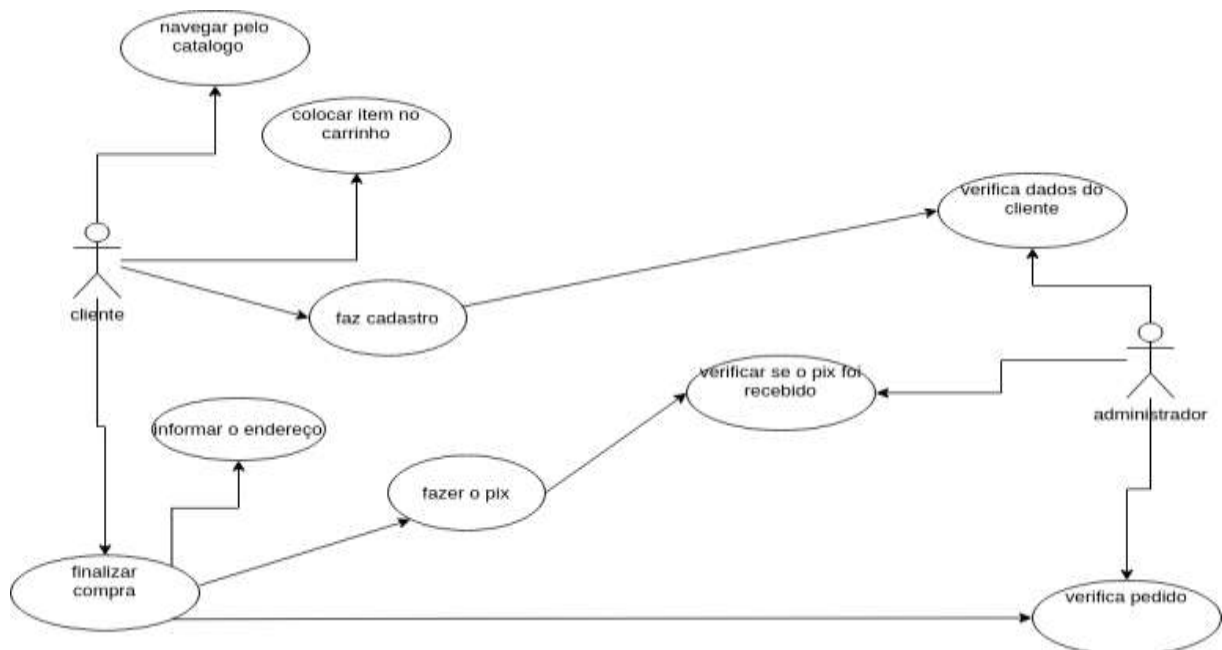 navegar pelo
catalogo
colocar item no
carrinho
verifica dados do
cliente
cliente
faz cadastro
verificar se o pix foi
recebido
administrador
informar o endereço
fazer o pix
finalizar
compra
verifica pedido